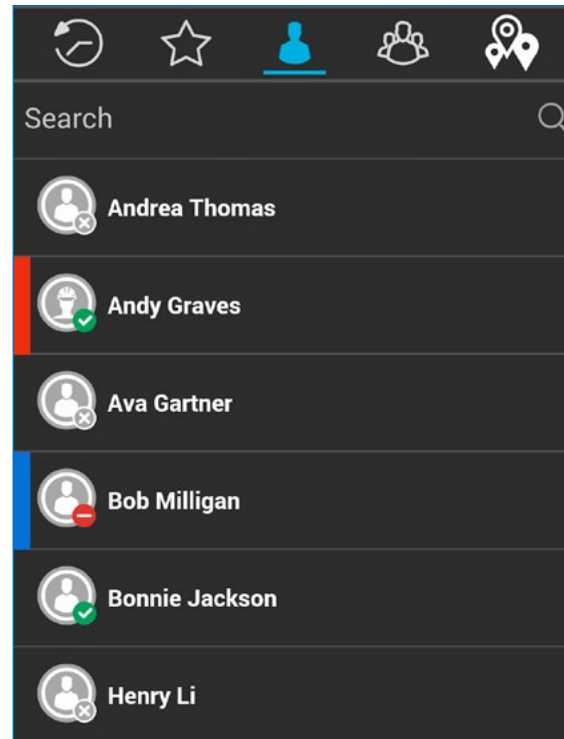 Search
Andrea Thomas
Andy Graves
Ava Gartner
Bob Milligan
Bonnie Jackson
Henry Li